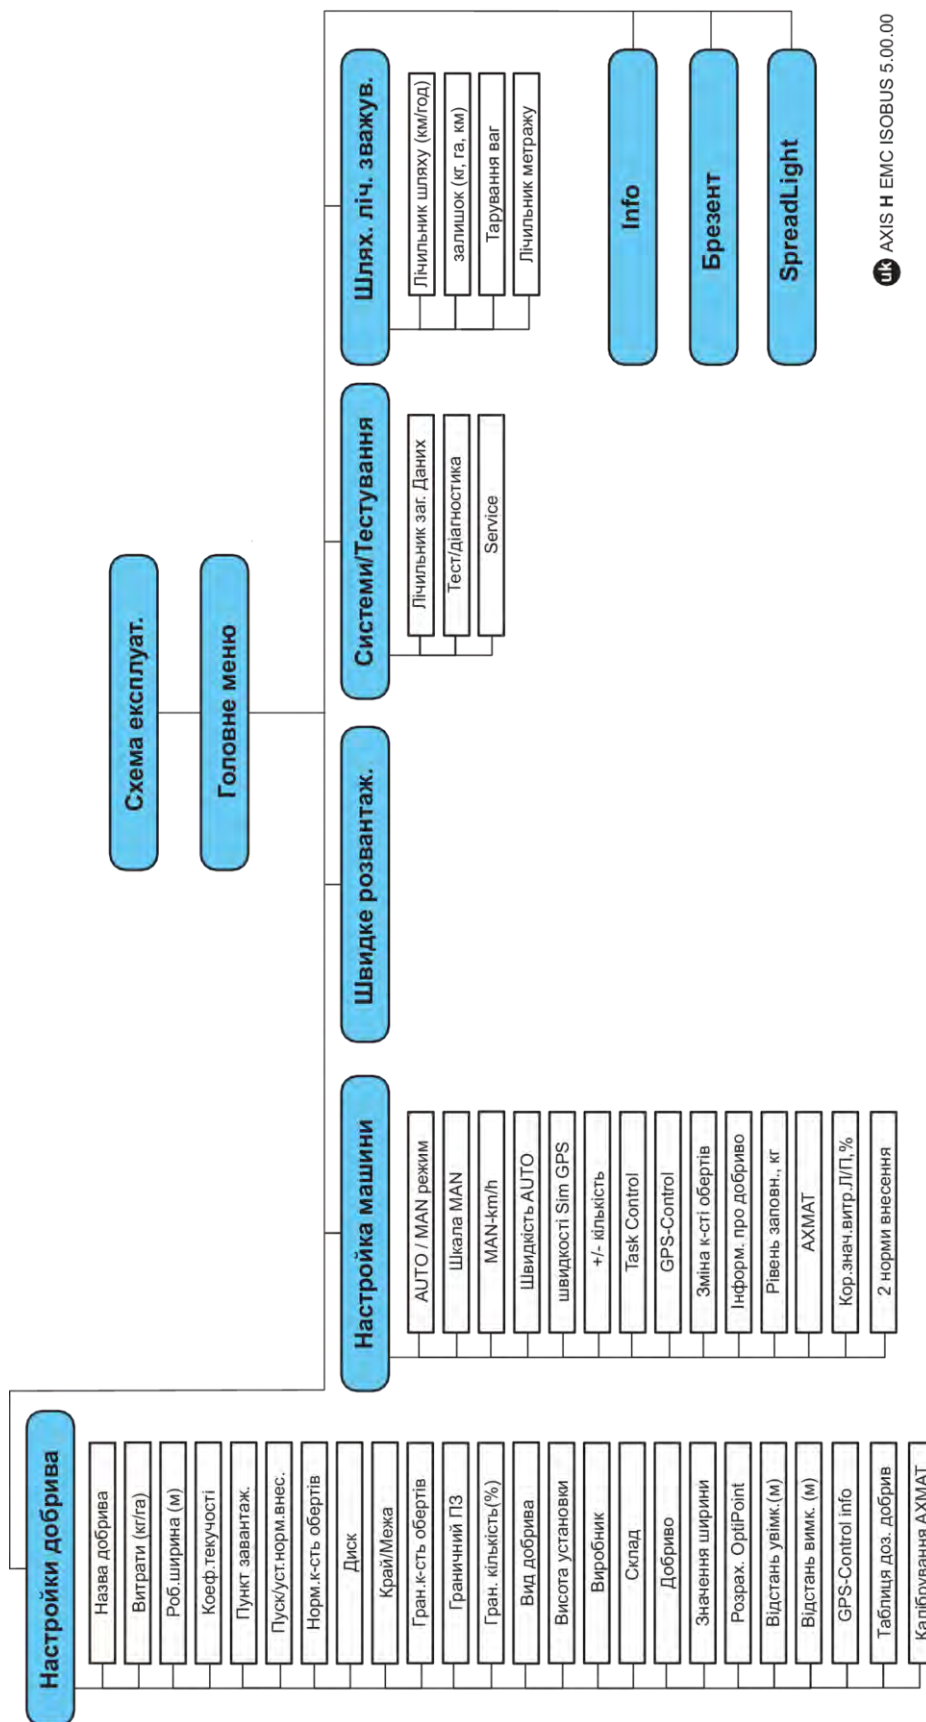 Схема експлуат.
Головне меню
Настройки добрива
Назва добрива
Витрати (кг/га)
Роб.ширина (м)
Коеф.текучості
Пункт завантаж.
Пуск/уст.норм.внес.
Норм.к-сть обертів
Диск
Край/Межа
Гран.к-сть обертів
Граничний ПЗ
Гран. кількість(%)
Вид добрива
Висота установки
Виробник
Склад
Добриво
Значення ширини
Розрах. OptiPoint
Відстань увімк.(м)
Відстань вимк. (м)
GPS-Control info
Таблиця доз. добрив
Калібрування AXMAT
Настройка машини
AUTO / MAN режим
Шкала MAN
MAN-km/h
Швидкість AUTO
швидкості Sim GPS
+/- кількість
Task Control
GPS-Control
Зміна к-сті обертів
Інформ. про добриво
Рівень заповн., кг
AXMAT
Кор.знач.витр.Л/П,%
2 норми внесення
Швидке розвантаж.
Системи/Тестування
Лічильник заг. Даних
Тест/діагностика
Service
Шлях. ліч. зважув.
Лічильник шляху (км/год)
залишок (кг, га, км)
Тарування ваг
Лічильник метражу
Info
Брезент
SpreadLight
uk AXIS H EMC ISOBUS 5.00.00